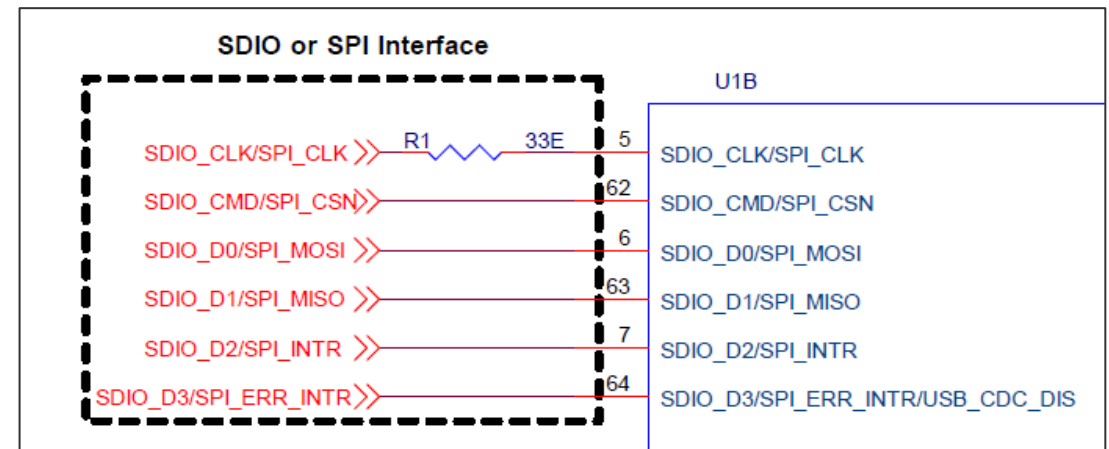 SDIO or SPI Interface
U1B
SDIO_CLK/SPI_CLK R1 33E 5 SDIO_CLK/SPI_CLK
SDIO_CMD/SPI_CSN 62 SDIO_CMD/SPI_CSN
SDIO_D0/SPI_MOSI 6 SDIO_D0/SPI_MOSI
SDIO_D1/SPI_MISO 63 SDIO_D1/SPI_MISO
SDIO_D2/SPI_INTR 7 SDIO_D2/SPI_INTR
SDIO_D3/SPI_ERR_INTR 64 SDIO_D3/SPI_ERR_INTR/USB_CDC_DIS